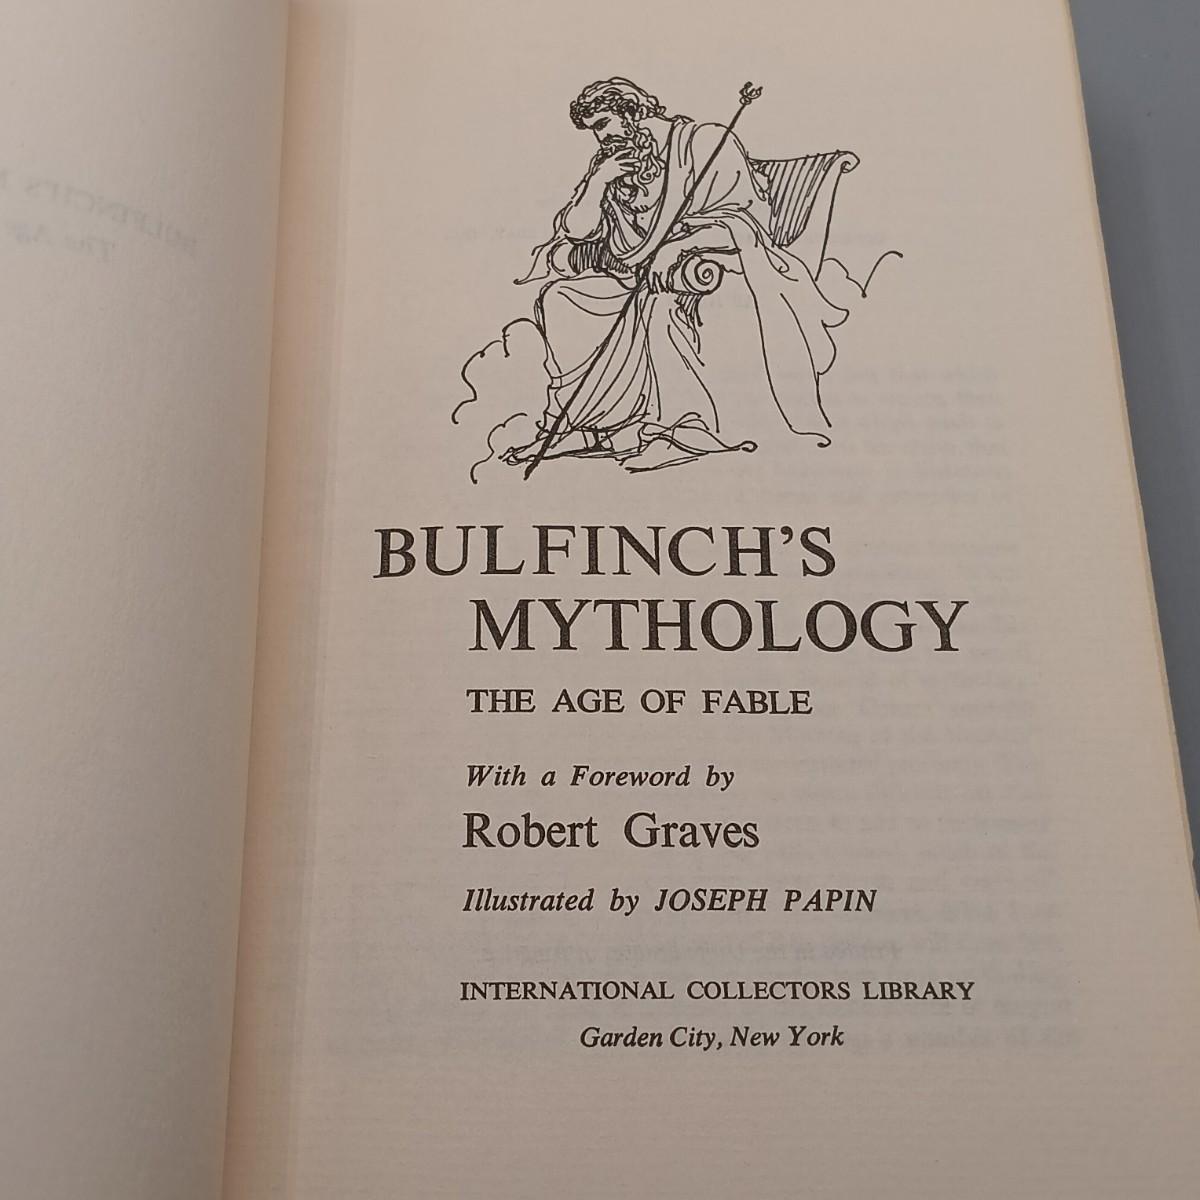 BULFINCH'S
MYTHOLOGY
THE AGE OF FABLE
With a Foreword by
Robert Graves
Illustrated by JOSEPH PAPIN
INTERNATIONAL COLLECTORS LIBRARY
Garden City, New York